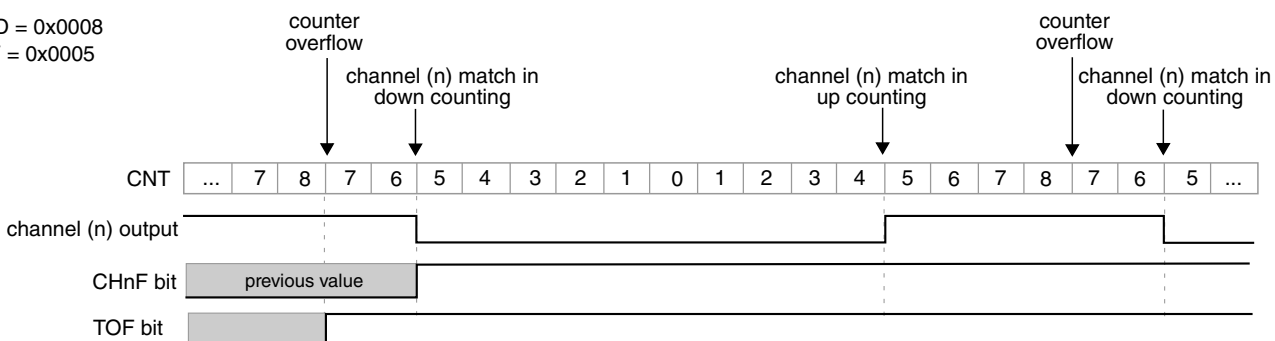 = 0x0008
= 0x0005
counter
overflow
channel (n) match in
down counting
channel (n) match in
up counting
counter
overflow
channel (n) match in
down counting
CNT ... 7 8 7 6 5 4 3 2 1 0 1 2 3 4 5 6 7 8 7 6 5 ...
channel (n) output
CHnF bit
previous value
TOF bit